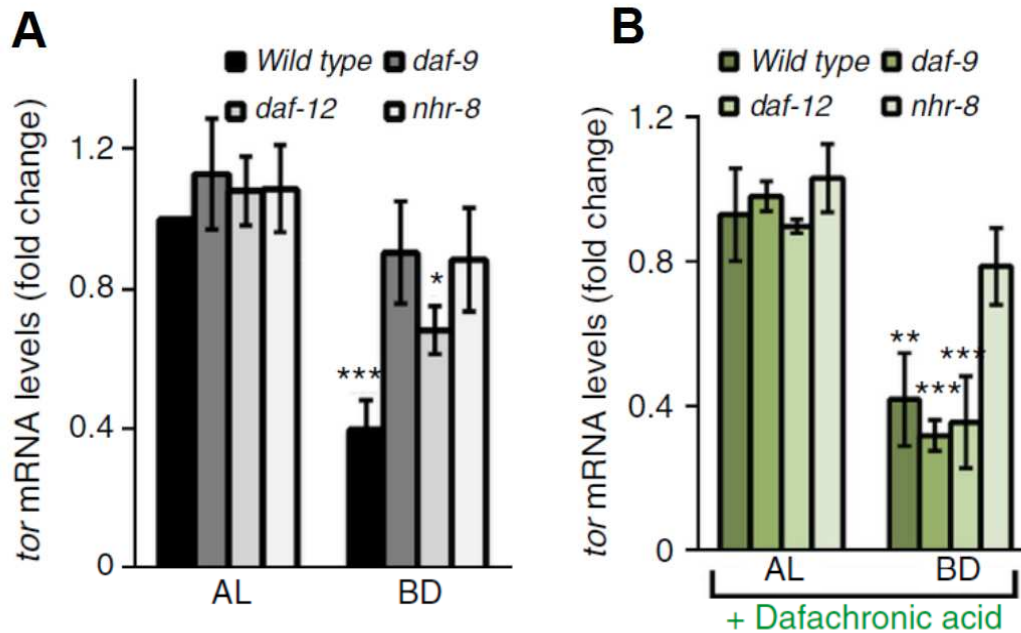 A
Wild type daf-9
daf-12 nhr-8
tor mRNA levels (fold change)
1.2
0.8
0.4
0
***
*
AL BD
B
Wild type daf-9
daf-12 nhr-8
tor mRNA levels (fold change)
1.2
0.8
0.4
0
**
***
***
AL BD
+ Dafachronic acid